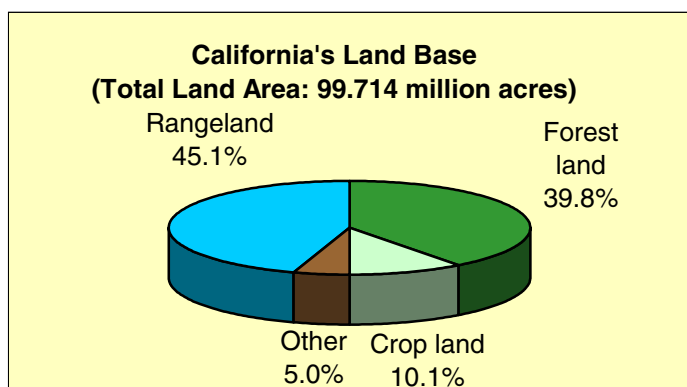 California's Land Base
(Total Land Area: 99.714 million acres)
Rangeland
45.1%
Forest
land
39.8%
Other
5.0%
Crop land
10.1%